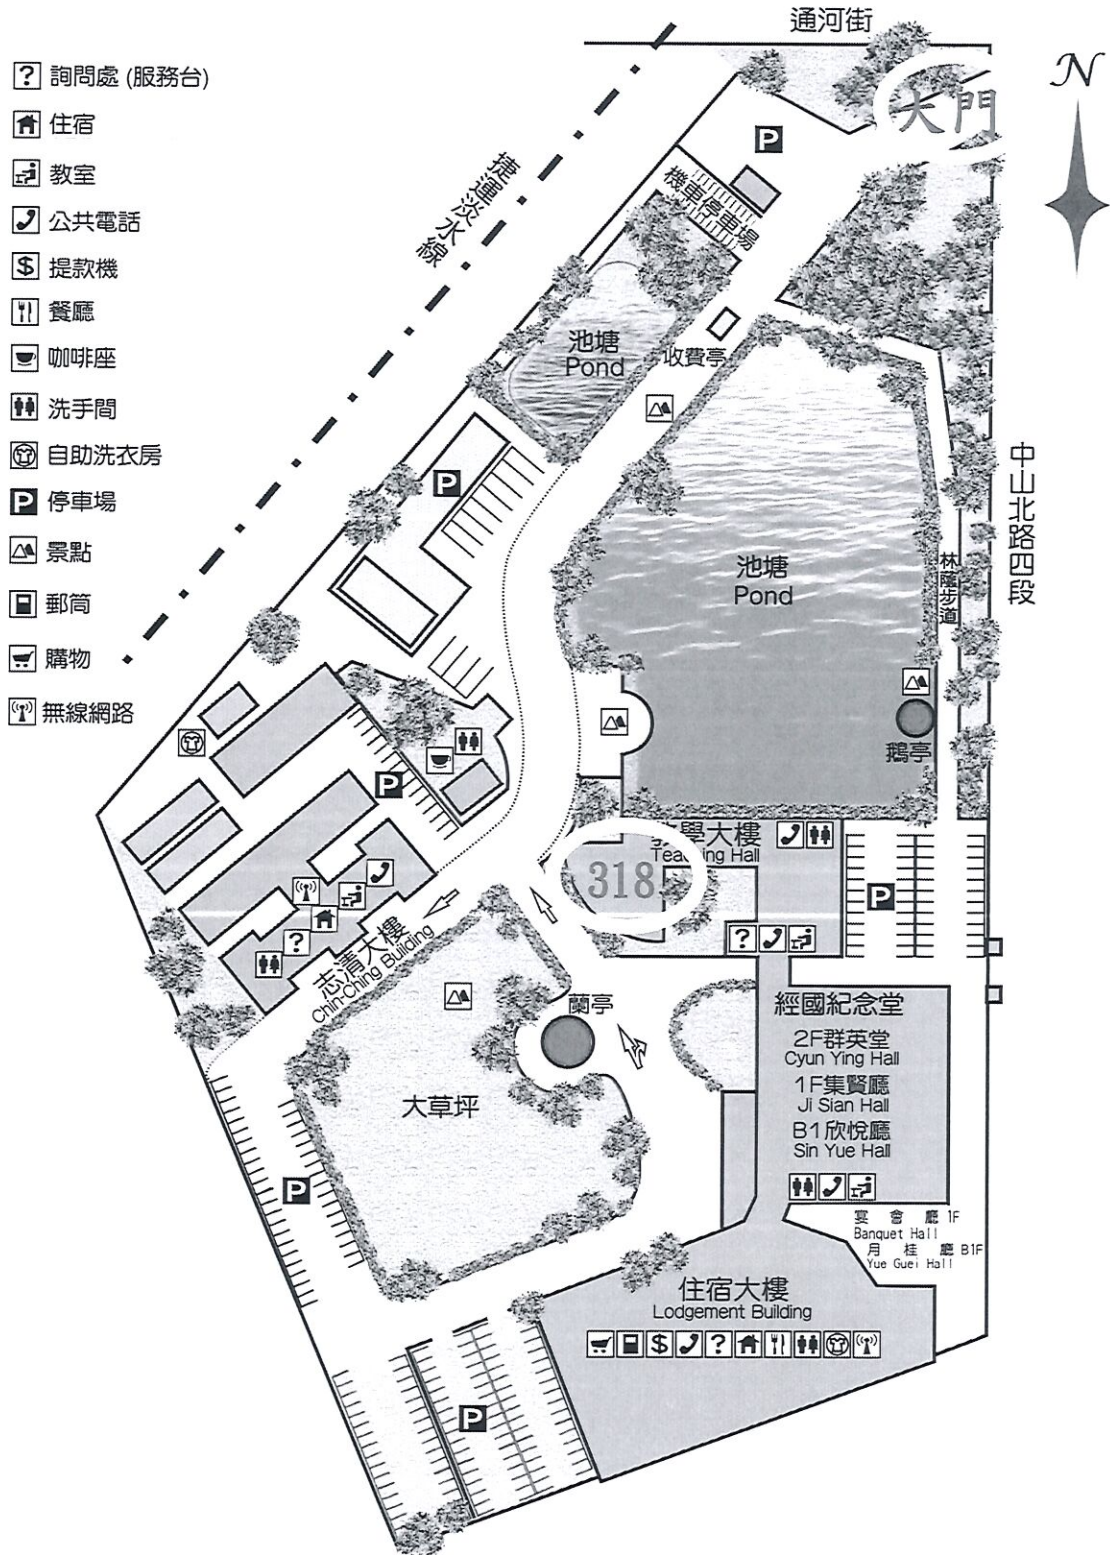 通河街
N
大門
? 詢問處 (服務台)
住宿
教室
公共電話
$ 提款機
餐廳
咖啡座
洗手間
自助洗衣房
P 停車場
景點
郵筒
購物
無線網路
捷運淡水線
P
機車停車場
池塘
Pond
收費亭
P
中山北路四段
池塘
Pond
林蔭步道
鵝亭
P
學大樓
Hall
318
P
?
?
志清大樓
Chin-Ching Building
蘭亭
經國紀念堂
2F群英堂
Cyun Ying Hall
1F集賢廳
Ji Sian Hall
B1欣悅廳
Sin Yue Hall
大草坪
P
宴會廳 1F
Banquet Hall
月桂廳 B1F
Yue Guei Hall
住宿大樓
Lodgement Building
$ ?
P